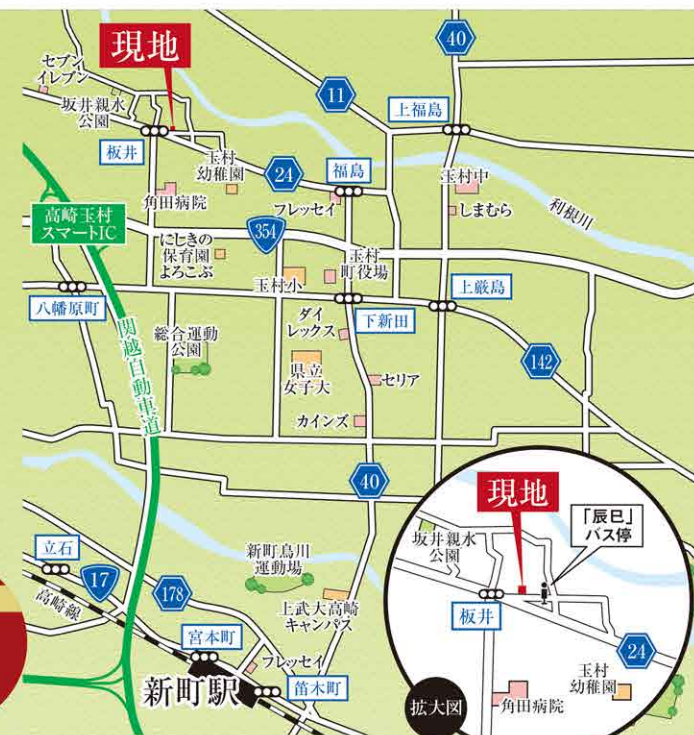 現地
セブン
イレブン
坂井親水
公園
板井
40
11
上福島
玉村
幼稚園
24
福島
フレッセイ
玉村中
しまむら
利根川
角田病院
高崎玉村
スマートIC
354
にしきの
保育園
よろこぶ
玉村小
玉村
町役場
上厳島
八幡原町
関越自動車道
総合運動
公園
ダイ
レックス
下新田
142
県立
女子大
セリア
カインズ
40
立石
17
高崎線
178
新町烏川
運動場
上武大高崎
キャンパス
宮本町
フレッセイ
新町駅
笛木町
現地
「辰巳」
バス停
坂井親水
公園
板井
24
玉村
幼稚園
角田病院
拡大図